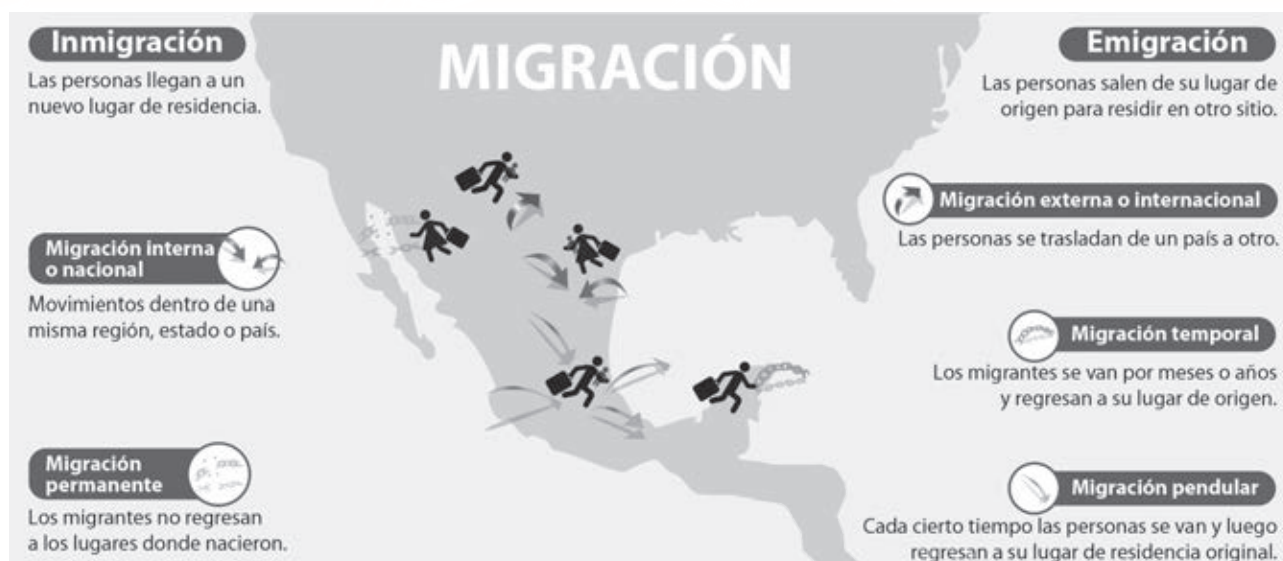 MIGRACIÓN
Inmigración
Las personas llegan a un
nuevo lugar de residencia.
Migración interna
o nacional
Movimientos dentro de una
misma región, estado o país.
Migración
permanente
Los migrantes no regresan
a los lugares donde nacieron.
Emigración
Las personas salen de su lugar de
origen para residir en otro sitio.
Migración externa o internacional
Las personas se trasladan de un país a otro.
Migración temporal
Los migrantes se van por meses o años
y regresan a su lugar de origen.
Migración pendular
Cada cierto tiempo las personas se van y luego
regresan a su lugar de residencia original.